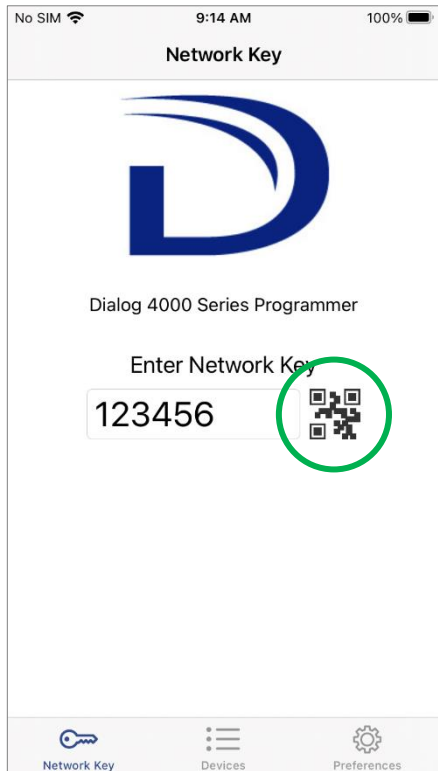 No SIM 9:14 AM 100%
Network Key
Dialog 4000 Series Programmer
Enter Network Key
123456
Network Key Devices Preferences